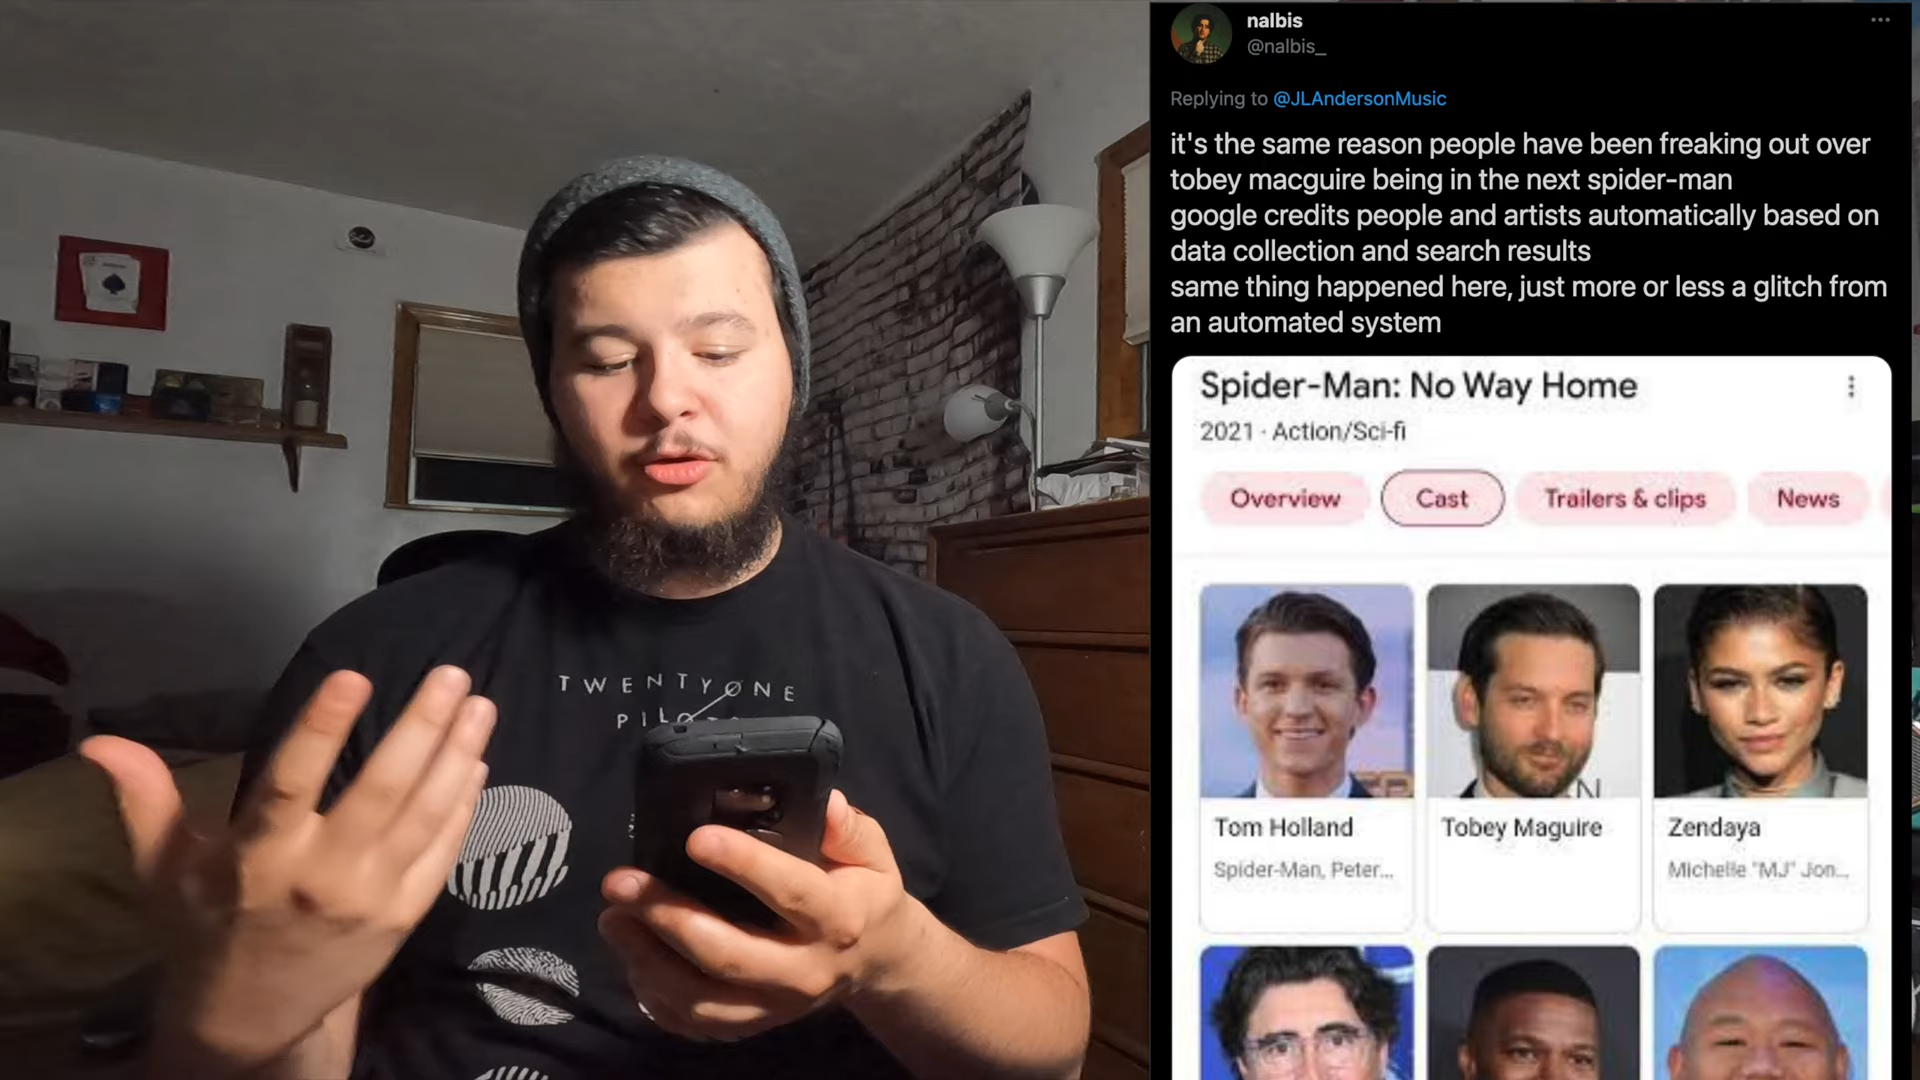 nalbis
@nalbis_
Replying to @JLAndersonMusic
it's the same reason people have been freaking out over
tobey macguire being in the next spider-man
google credits people and artists automatically based on
data collection and search results
same thing happened here, just more or less a glitch from
an automated system
Spider-Man: No Way Home
2021 · Action/Sci-fi
Overview
Cast
Trailers & clips
News
Tom Holland
Tobey Maguire
Zendaya
Spider-Man, Peter...
Michelle "MJ" Jon...
TWENTY ØNE